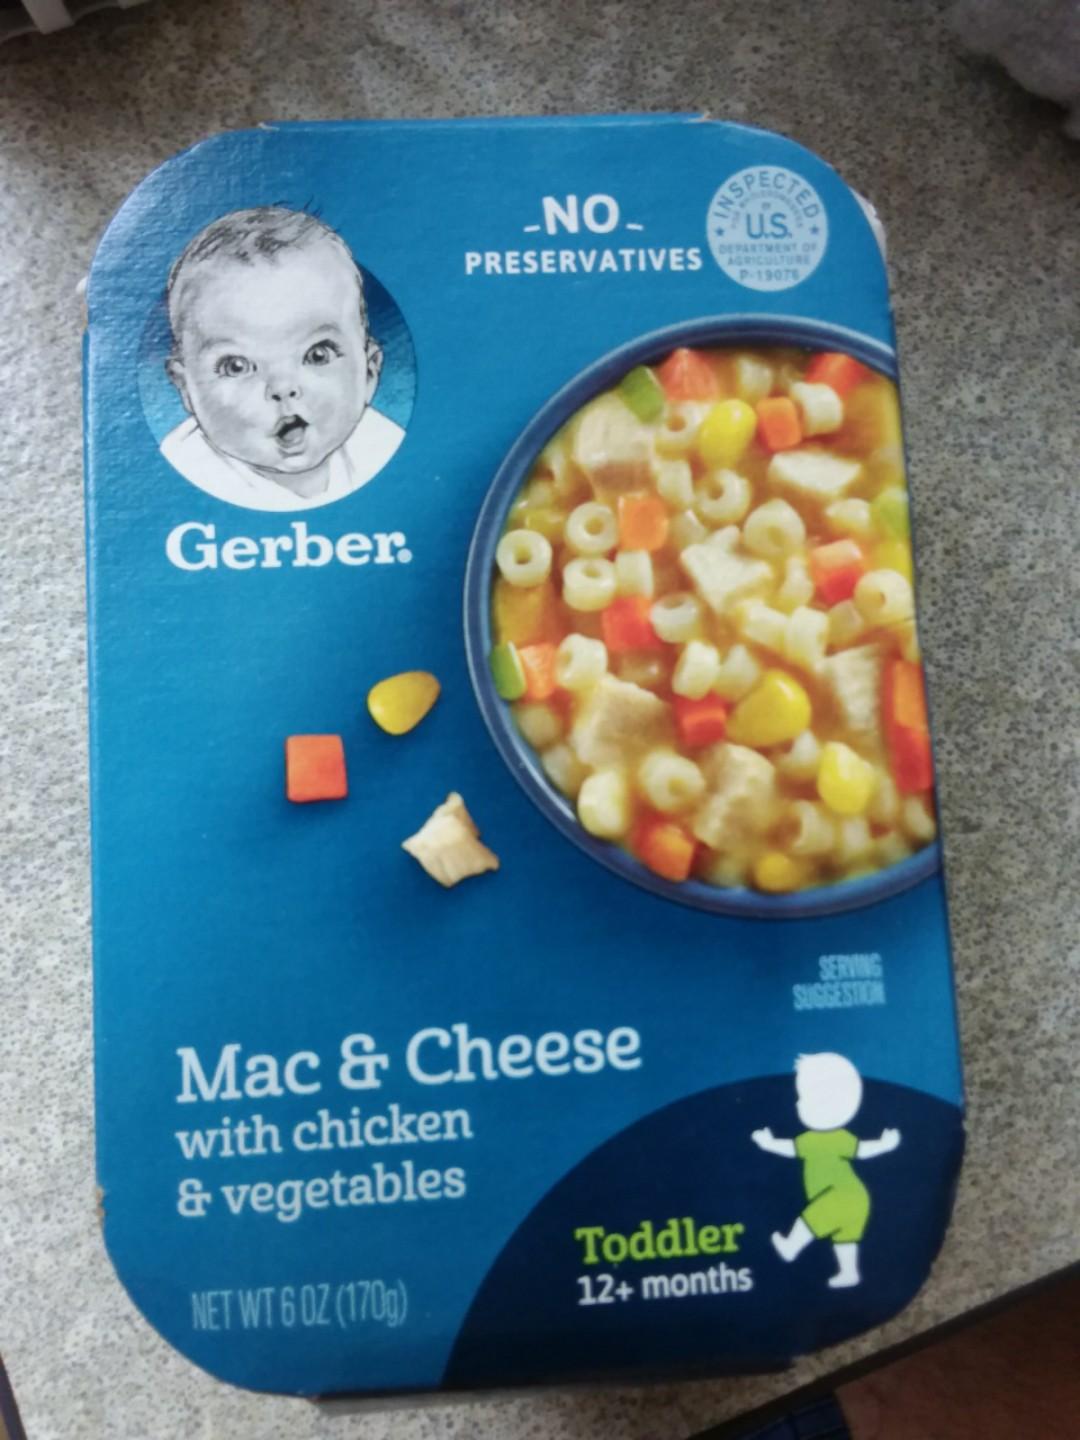 NO
PRESERVATIVES
INSPECTED
U.S.
DEPARTMENT OF
AGRICULTURE
P-19076
Gerber.
SERVING
SUGGESTION
Mac & Cheese
with chicken
& vegetables
Toddler
12+ months
NET WT 6 OZ (170g)